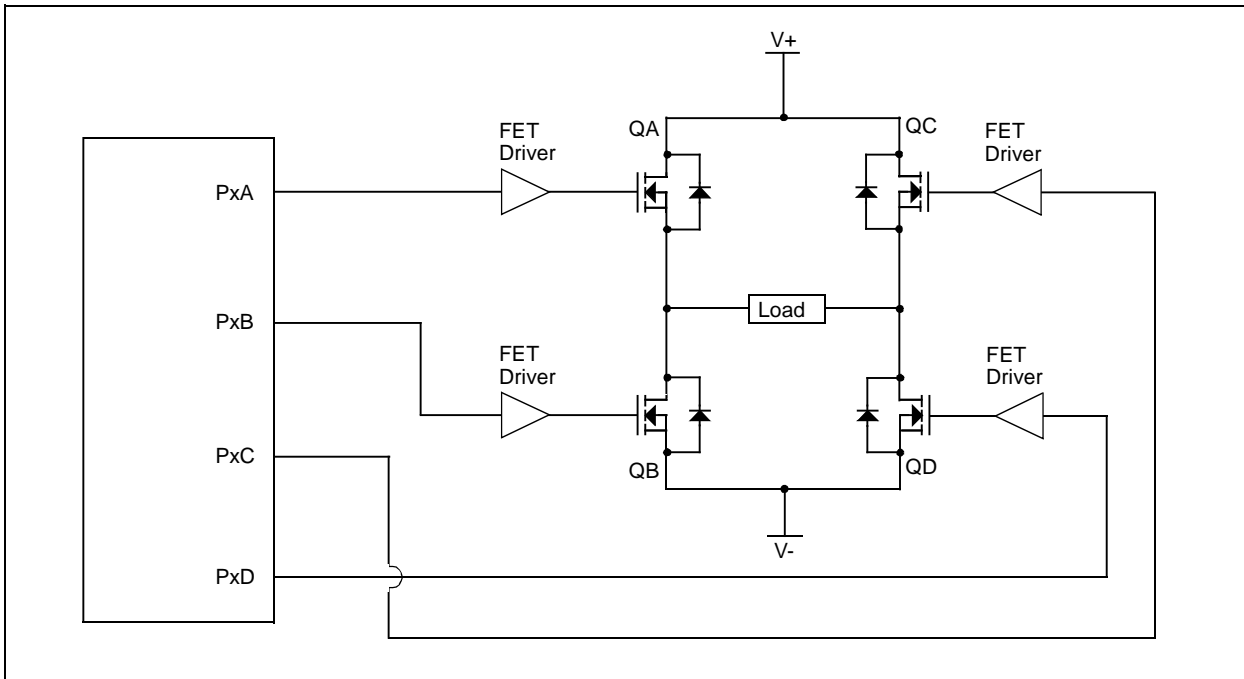 V+
QA
QC
FET
Driver
FET
Driver
PxA
Load
PxB
FET
Driver
FET
Driver
PxC
QB
QD
V-
PxD